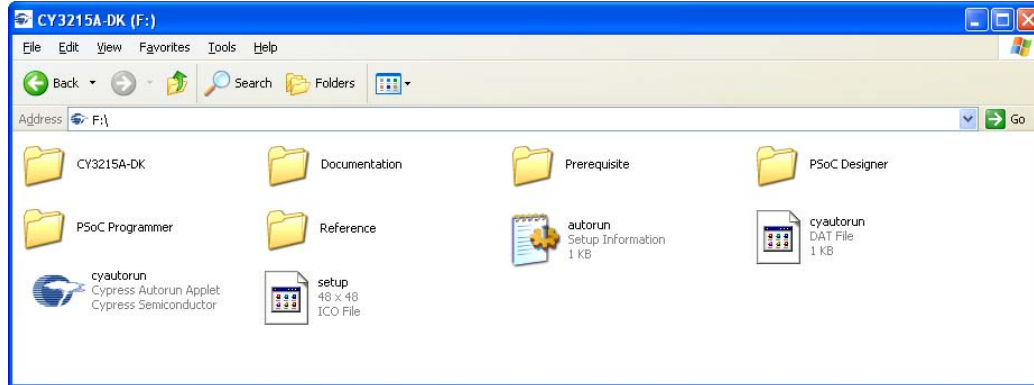 CY3215A-DK (F:)
File Edit View Favorites Tools Help
Back Search Folders
Address F:\ Go
CY3215A-DK Documentation Prerequisite PSoC Designer
PSoC Programmer Reference
autorun
Setup Information
1 KB
cyautorun
DAT File
1 KB
cyautorun
Cypress Autorun Applet
Cypress Semiconductor
setup
48 x 48
ICO File